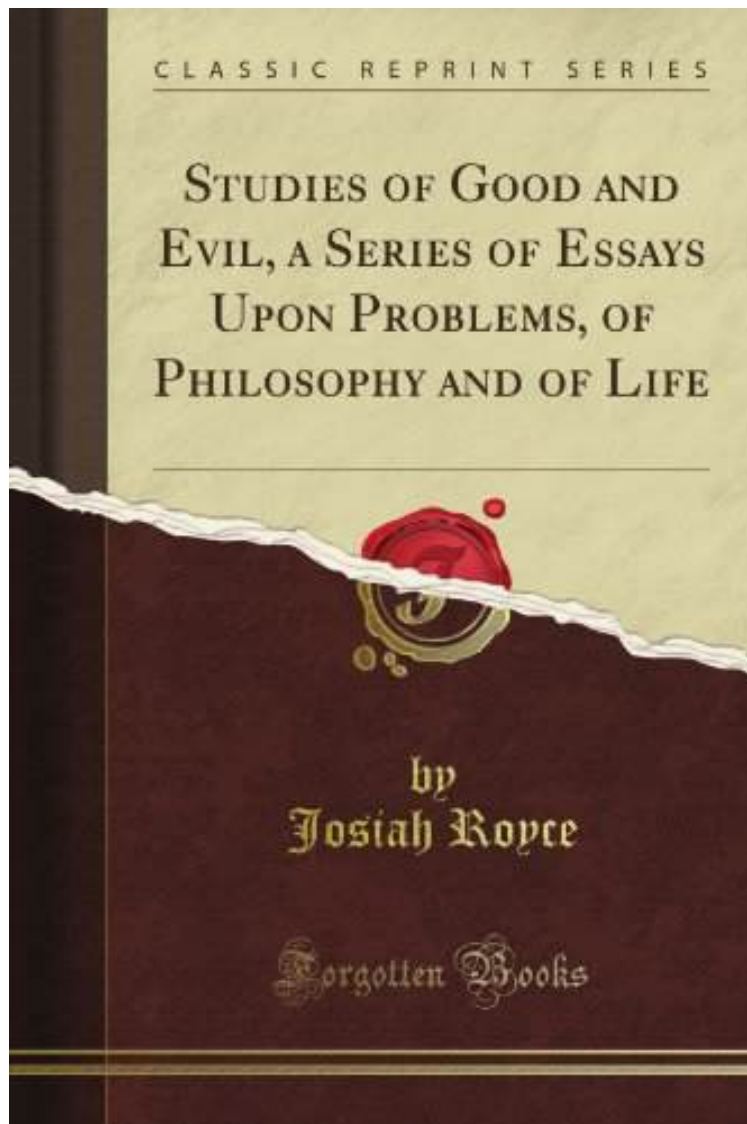 CLASSIC REPRINT SERIES
STUDIES OF GOOD AND
EVIL, A SERIES OF ESSAYS
UPON PROBLEMS, OF
PHILOSOPHY AND OF LIFE
by
Josiah Royce
Forgotten Books